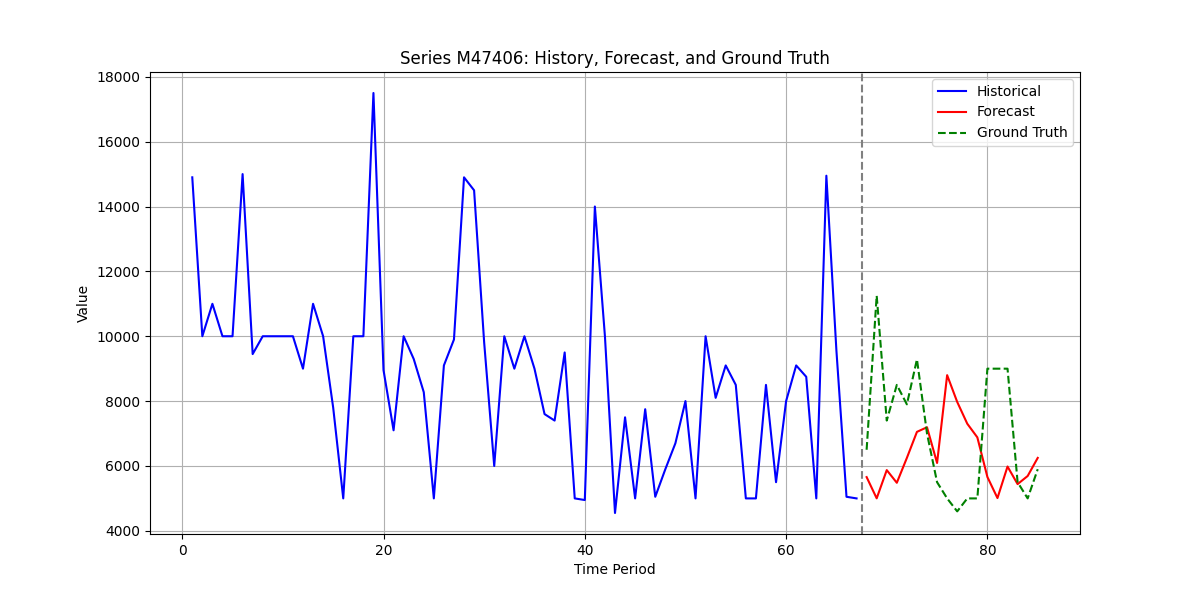 Series M47406: History, Forecast, and Ground Truth
18000
16000
14000
12000
10000
8000
6000
4000
Value
0
20
40
60
80
Time Period
Historical
Forecast
Ground Truth